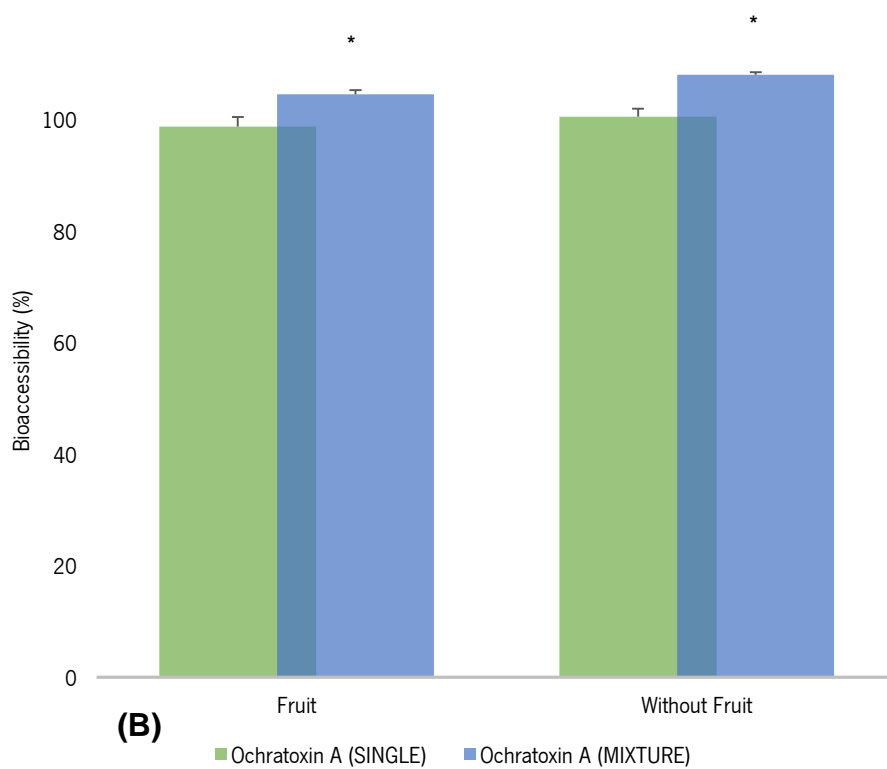 *
*
100
80
60
40
20
0
Bioaccessibility (%)
Fruit
Without Fruit
(B)
Ochratoxin A (SINGLE)
Ochratoxin A (MIXTURE)